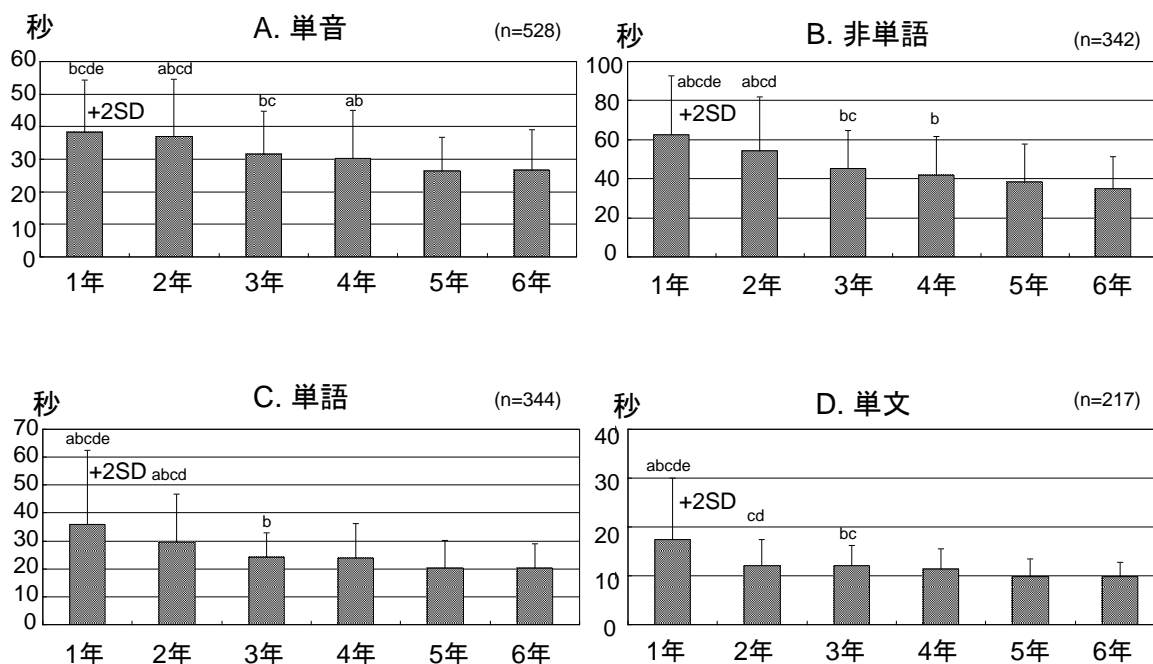 A. 単音
(n=528)
秒
60
50
40
30
20
10
0
bcde
abcd
bc
ab
+2SD
1年 2年 3年 4年 5年 6年
B. 非単語
(n=342)
秒
100
80
60
40
20
0
abcde
abcd
bc
b
+2SD
1年 2年 3年 4年 5年 6年
C. 単語
(n=344)
秒
70
60
50
40
30
20
10
0
abcde
+2SD
abcd
b
1年 2年 3年 4年 5年 6年
D. 単文
(n=217)
秒
40
30
20
10
0
abcde
+2SD
cd
bc
1年 2年 3年 4年 5年 6年